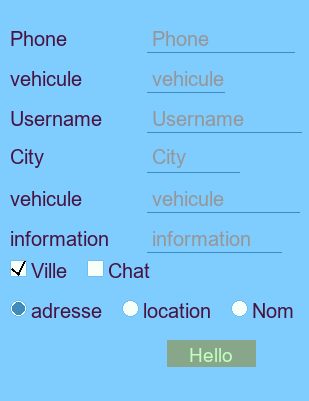 Phone Phone
vehicule vehicule
Username Username
City City
vehicule vehicule
information information
Ville Chat
adresse location Nom
Hello